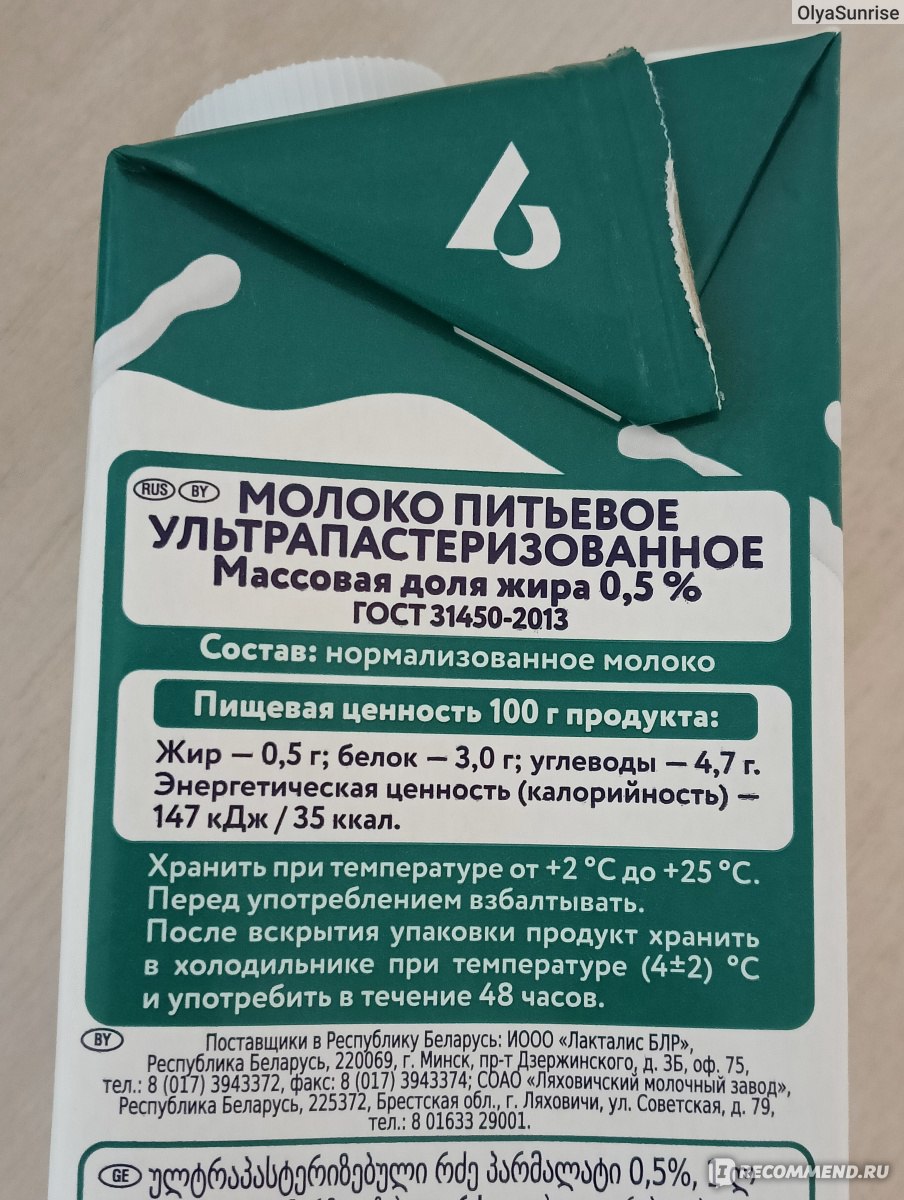 OlyaSunrise
RUS BY МОЛОКО ПИТЬЕВОЕ
УЛЬТРАПАСТЕРИЗОВАННОЕ
Массовая доля жира 0,5 %
ГОСТ 31450-2013
Состав: нормализованное молоко
Пищевая ценность 100 г продукта:
Жир – 0,5 г; белок – 3,0 г; углеводы – 4,7 г.
Энергетическая ценность (калорийность) –
147 кДж / 35 ккал.
Хранить при температуре от +2 °C до +25 °C.
Перед употреблением взбалтывать.
После вскрытия упаковки продукт хранить
в холодильнике при температуре (4±2) °C
и употребить в течение 48 часов.
BY Поставщики в Республику Беларусь: ИООО «Лакталис БЛР»,
Республика Беларусь, 220069, г. Минск, пр-т Дзержинского, д. 3Б, оф. 75,
тел.: 8 (017) 3943372, факс: 8 (017) 3943374; СОАО «Ляховичский молочный завод»,
Республика Беларусь, 225372, Брестская обл., г. Ляховичи, ул. Советская, д. 79,
тел.: 8 01633 29001.
GE ულტრაპასტერიზებული რძე პარმალატი 0,5%,
IRECOMMEND.RU